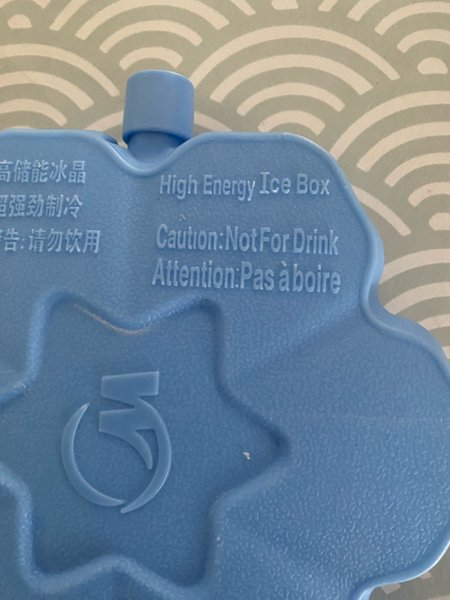 高储能冰晶
超强劲制冷
警告:请勿饮用
High Energy Ice Box
Caution:Not For Drink
Attention:Pas à boire